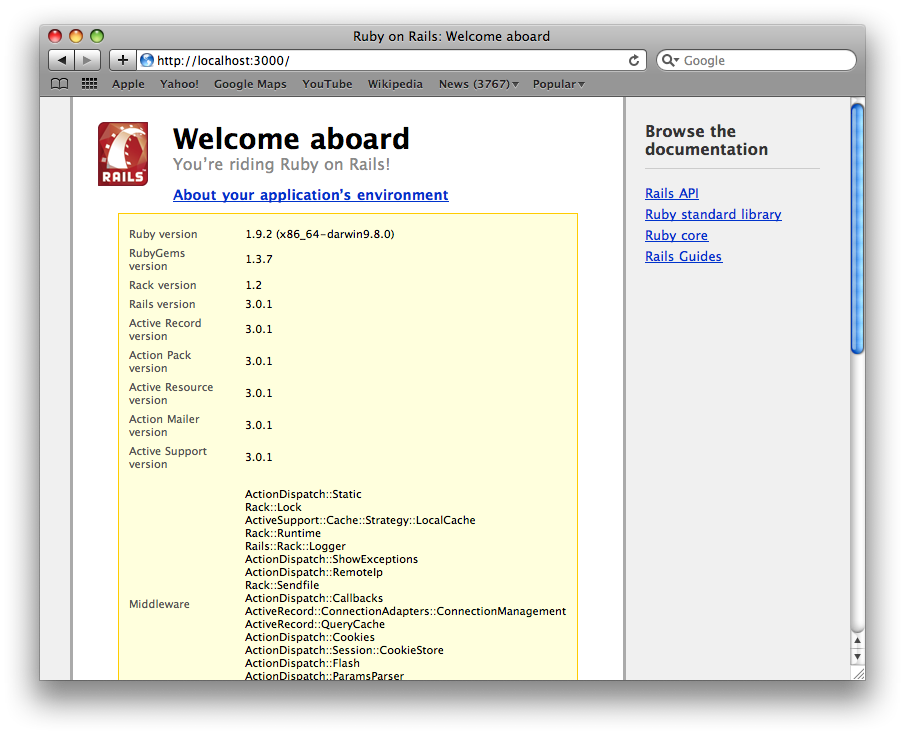 Ruby on Rails: Welcome aboard
http://localhost:3000/
Google
Apple Yahoo! Google Maps YouTube Wikipedia News (3767) Popular
RAILS
Welcome aboard
You're riding Ruby on Rails!
About your application's environment
Ruby version 1.9.2 (x86_64-darwin9.8.0)
RubyGems
version 1.3.7
Rack version 1.2
Rails version 3.0.1
Active Record
version 3.0.1
Action Pack
version 3.0.1
Active Resource
version 3.0.1
Action Mailer
version 3.0.1
Active Support
version 3.0.1
Middleware
ActionDispatch::Static
Rack::Lock
ActiveSupport::Cache::Strategy::LocalCache
Rack::Runtime
Rails::Rack::Logger
ActionDispatch::ShowExceptions
ActionDispatch::RemoteIp
Rack::Sendfile
ActionDispatch::Callbacks
ActiveRecord::ConnectionAdapters::ConnectionManagement
ActiveRecord::QueryCache
ActionDispatch::Cookies
ActionDispatch::Session::CookieStore
ActionDispatch::Flash
ActionDispatch::ParamsParser
Browse the
documentation
Rails API
Ruby standard library
Ruby core
Rails Guides